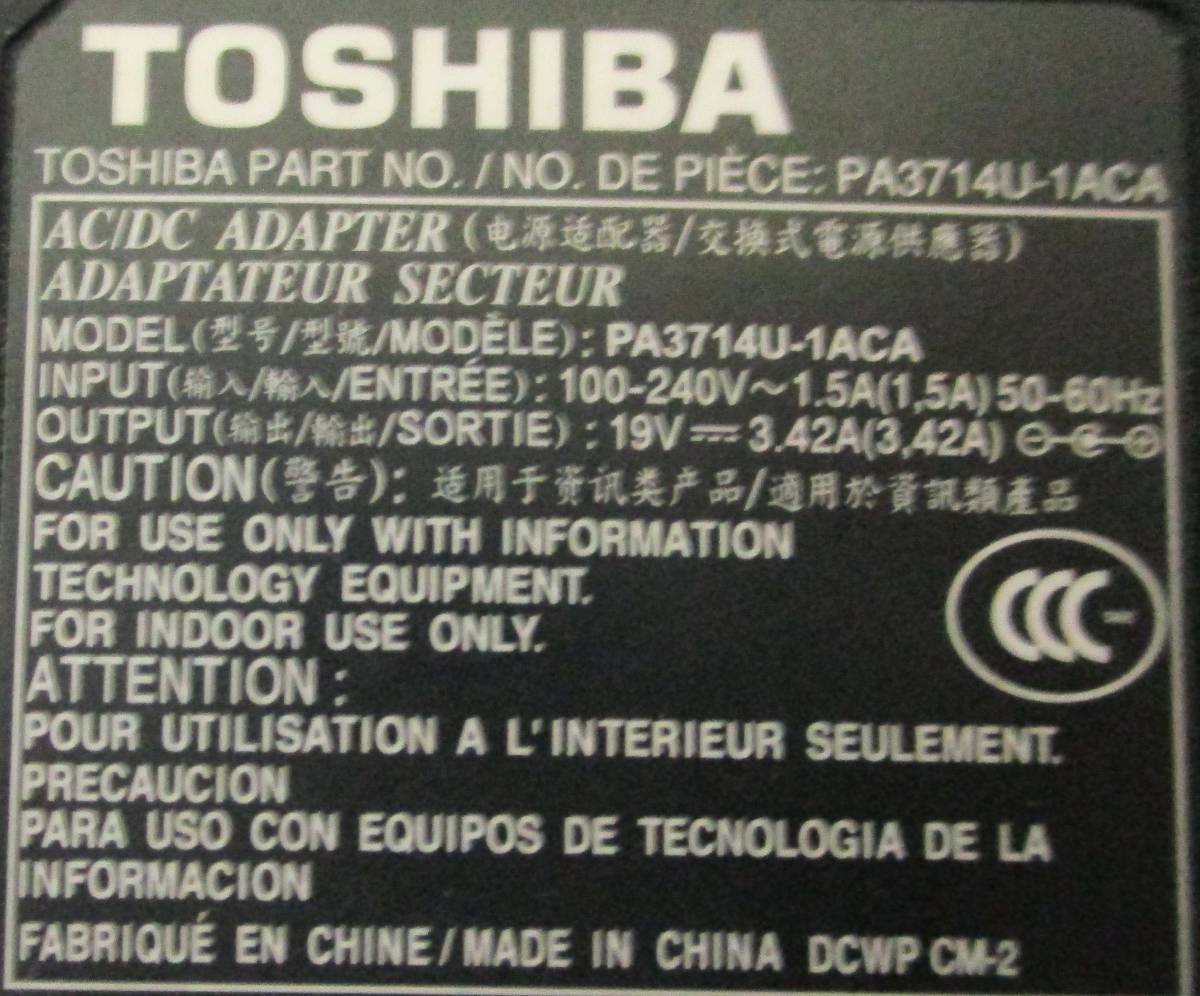 TOSHIBA
TOSHIBA PART NO. / NO. DE PIÈCE: PA3714U-1ACA
AC/DC ADAPTER (电源适配器/交換式電源供應器)
ADAPTATEUR SECTEUR
MODEL(型号/型號/MODÈLE): PA3714U-1ACA
INPUT(输入/輸入/ENTRÉE): 100-240V~1.5A(1,5A) 50-60Hz
OUTPUT(输出/輸出/SORTIE) : 19V⎓3.42A(3,42A)
CAUTION(警告): 适用于资讯类产品/適用於資訊類產品
FOR USE ONLY WITH INFORMATION
TECHNOLOGY EQUIPMENT.
FOR INDOOR USE ONLY.
CCC
ATTENTION :
POUR UTILISATION A L'INTERIEUR SEULEMENT.
PRECAUCION
PARA USO CON EQUIPOS DE TECNOLOGIA DE LA
INFORMACION
FABRIQUÉ EN CHINE/MADE IN CHINA DCWP CM-2